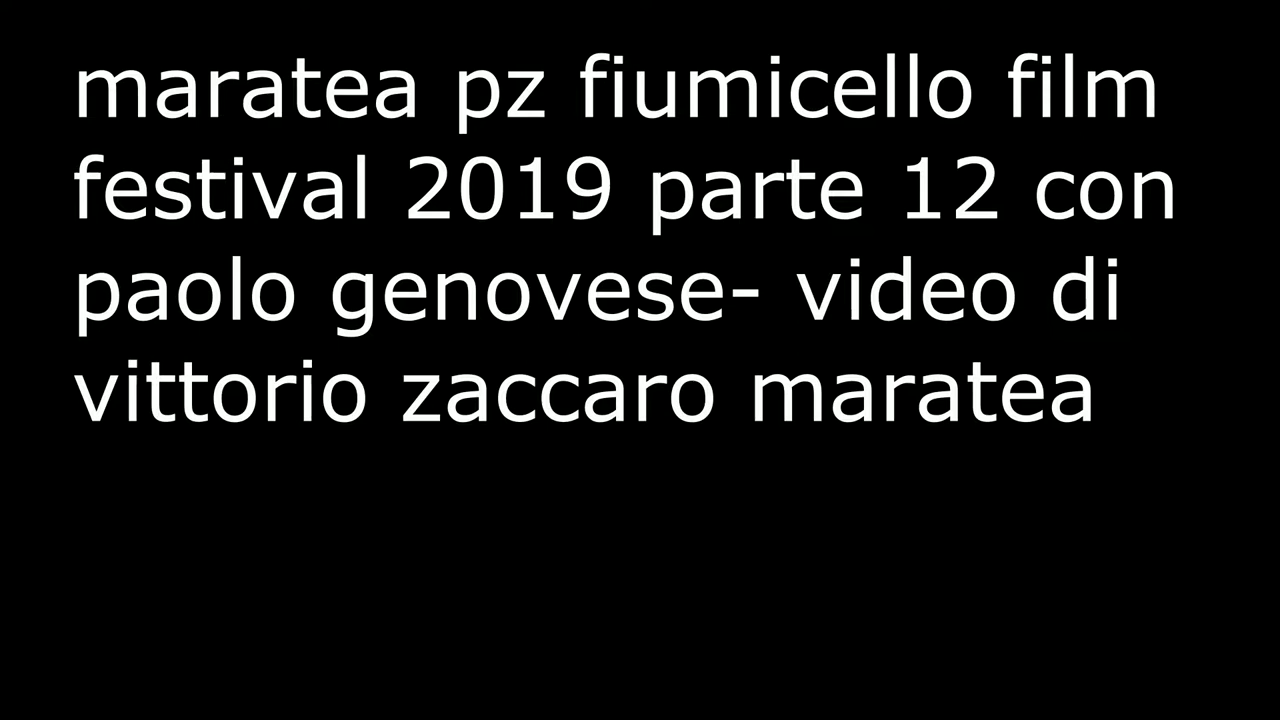 maratea pz fiumicello film
festival 2019 parte 12 con
paolo genovese- video di
vittorio zaccaro maratea